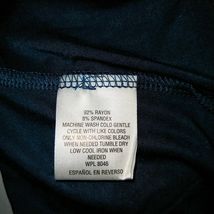 92% RAYON
8% SPANDEX
MACHINE WASH COLD GENTLE
CYCLE WITH LIKE COLORS
ONLY NON-CHLORINE BLEACH
WHEN NEEDED TUMBLE DRY
LOW COOL IRON WHEN
NEEDED
WPL 8046
ESPAÑOL EN REVERSO